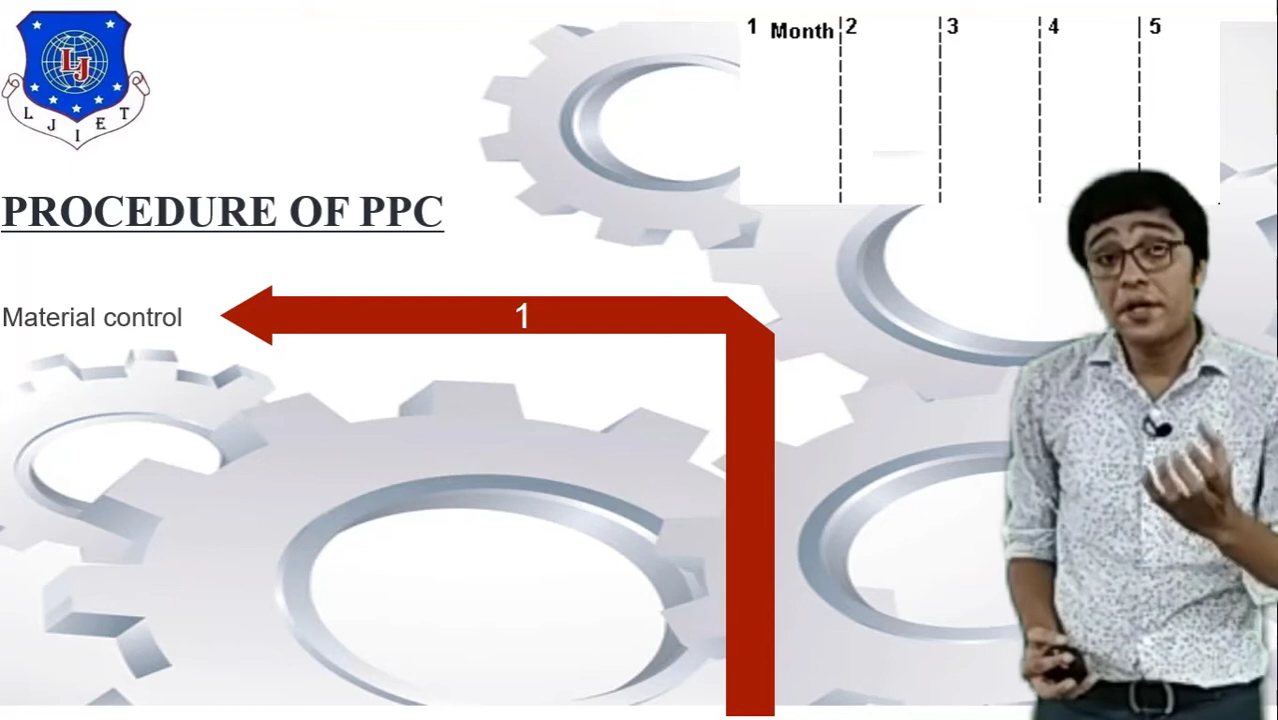 LJ
L J I E T
1 Month 2 3 4 5
PROCEDURE OF PPC
Material control
1